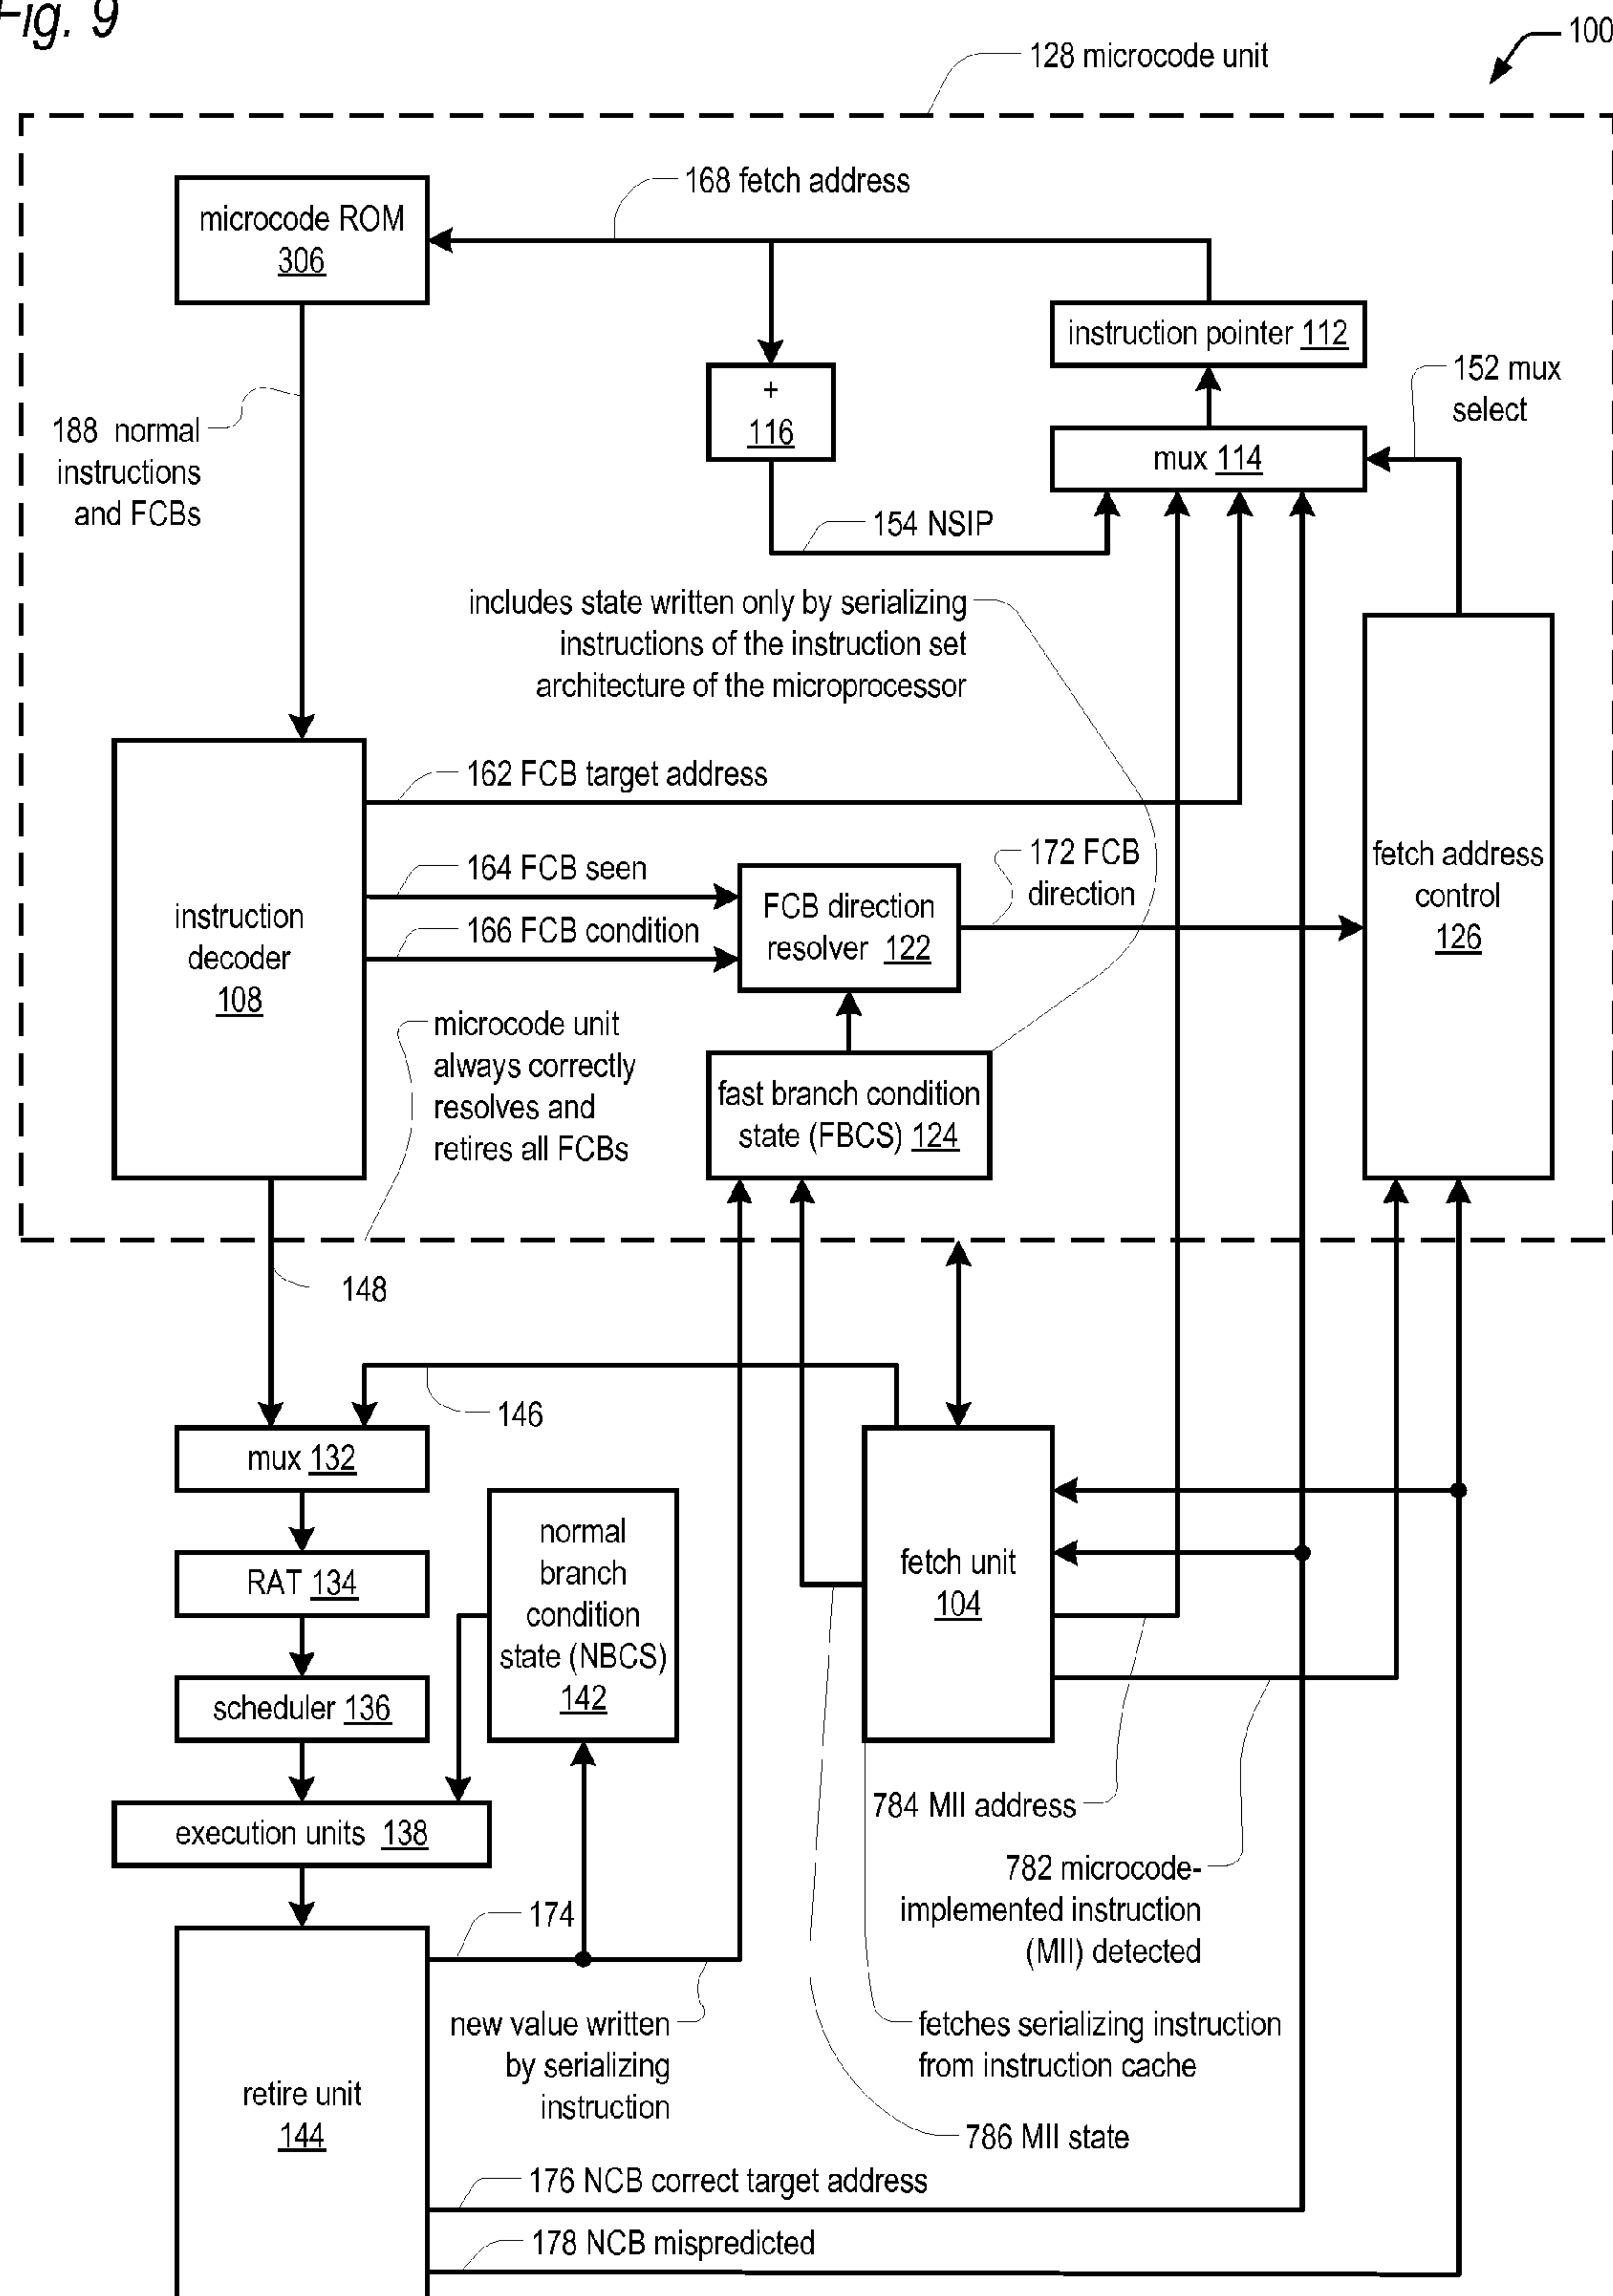 Fig. 9
100
128 microcode unit
168 fetch address
microcode ROM
306
instruction pointer 112
152 mux
select
+
116
188 normal
instructions
and FCBs
mux 114
154 NSIP
includes state written only by serializing
instructions of the instruction set
architecture of the microprocessor
162 FCB target address
164 FCB seen
166 FCB condition
instruction
decoder
108
FCB direction
resolver 122
172 FCB
direction
fetch address
control
126
microcode unit
always correctly
resolves and
retires all FCBs
fast branch condition
state (FBCS) 124
148
146
mux 132
RAT 134
scheduler 136
execution units 138
normal
branch
condition
state (NBCS)
142
fetch unit
104
784 MII address
782 microcode-
implemented instruction
(MII) detected
174
new value written
by serializing
instruction
fetches serializing instruction
from instruction cache
786 MII state
retire unit
144
176 NCB correct target address
178 NCB mispredicted